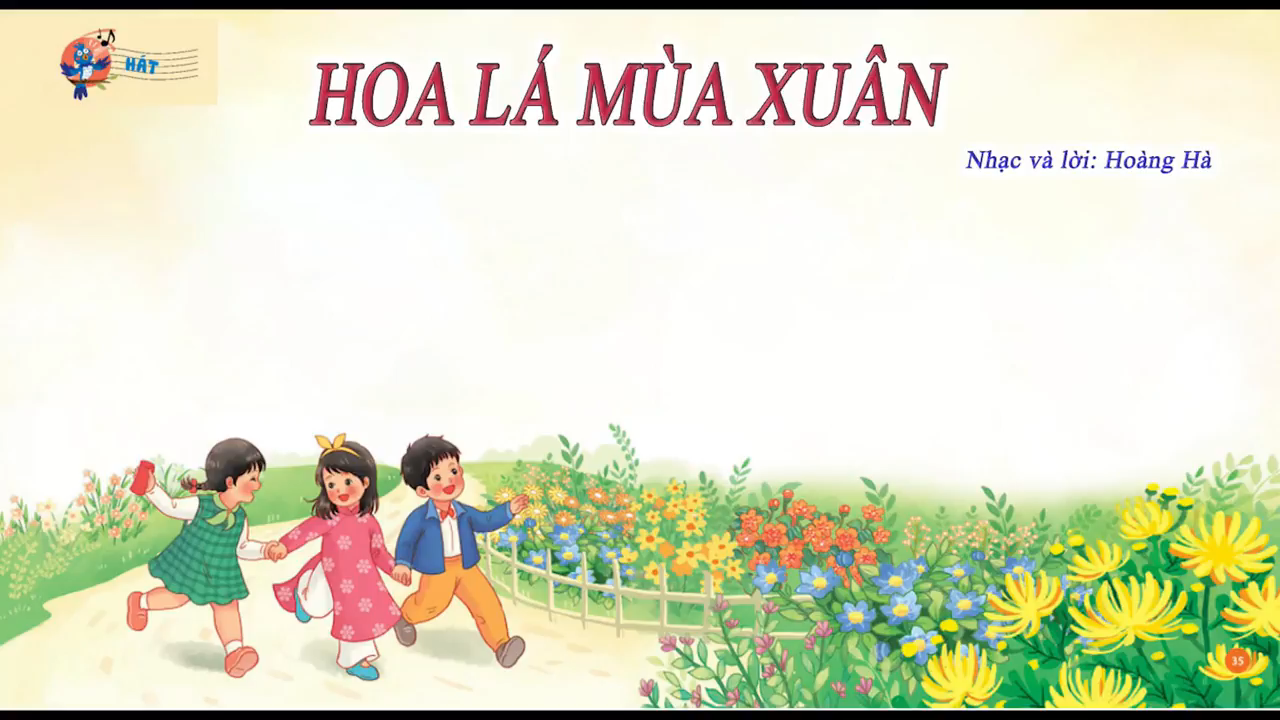 HÁT
HOA LÁ MÙA XUÂN
Nhạc và lời: Hoàng Hà
35